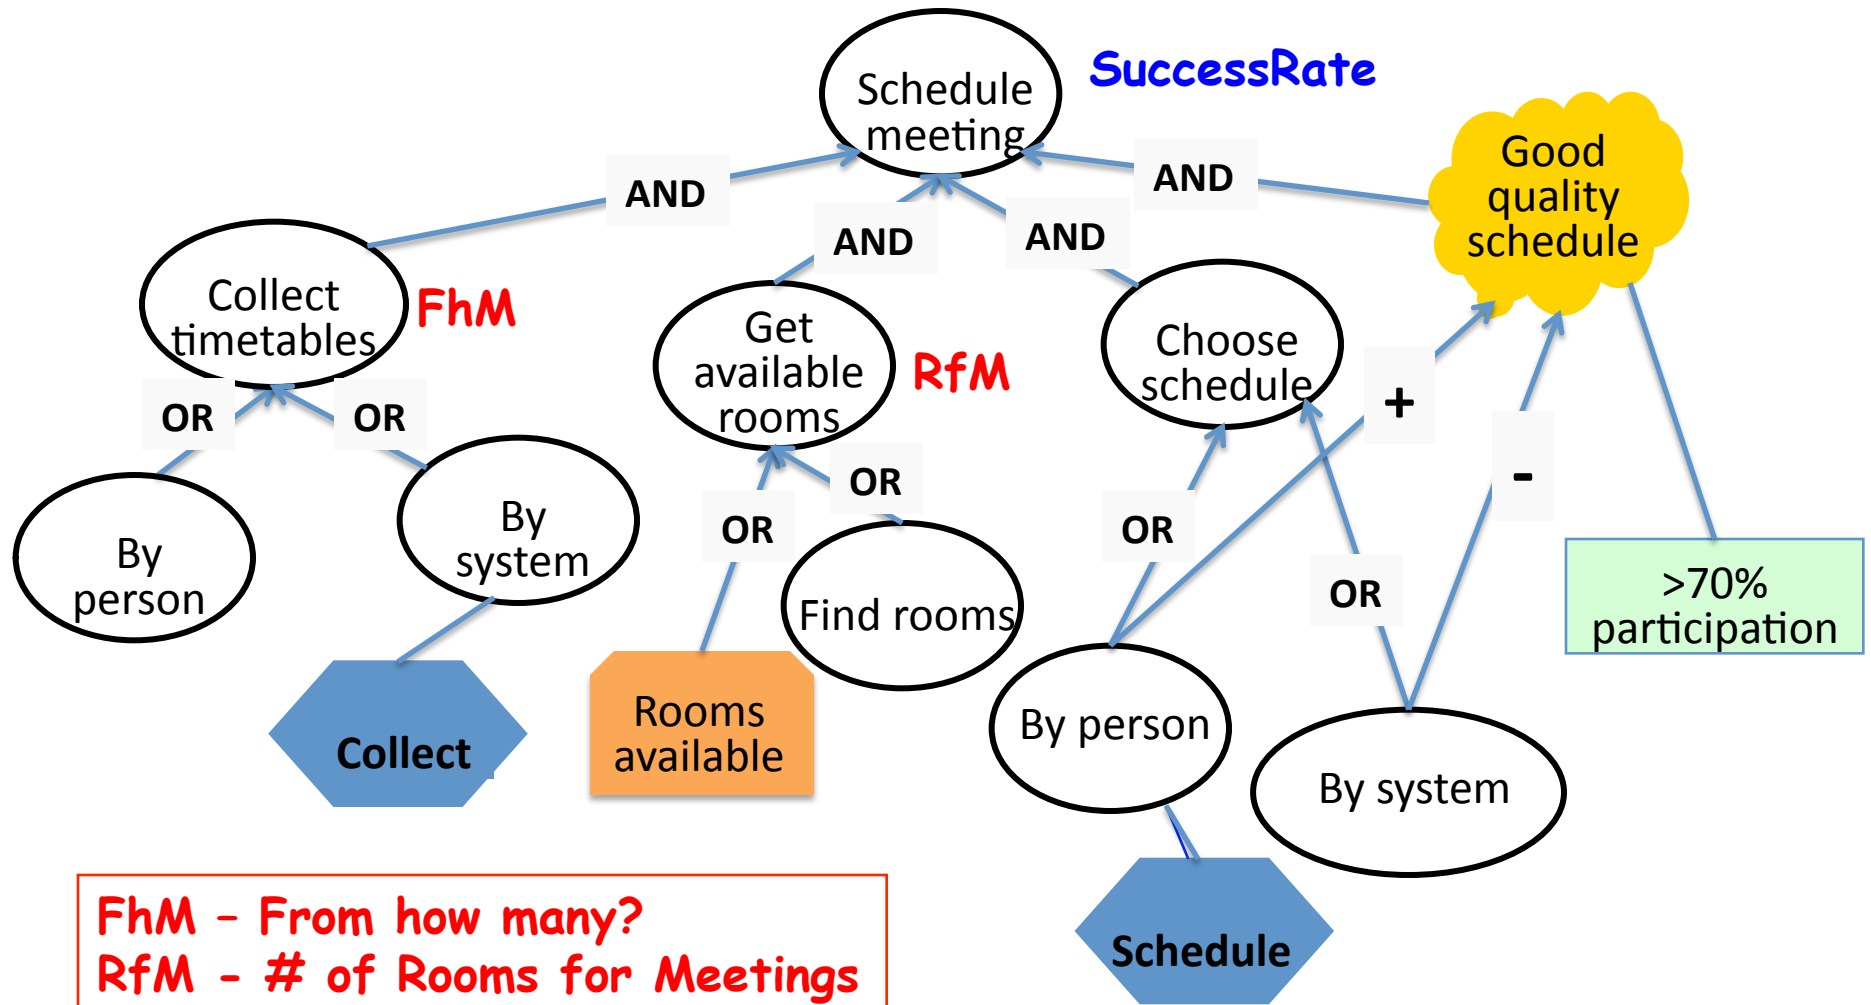 Schedule
meeting
SuccessRate
Good
quality
schedule
AND
AND
AND
AND
Collect
timetables
FhM
Get
available
rooms
RfM
Choose
schedule
+
-
OR
OR
OR
OR
OR
OR
By
person
By
system
Find rooms
>70%
participation
Collect
Rooms
available
By person
By system
Schedule
FhM - From how many?
RfM - # of Rooms for Meetings